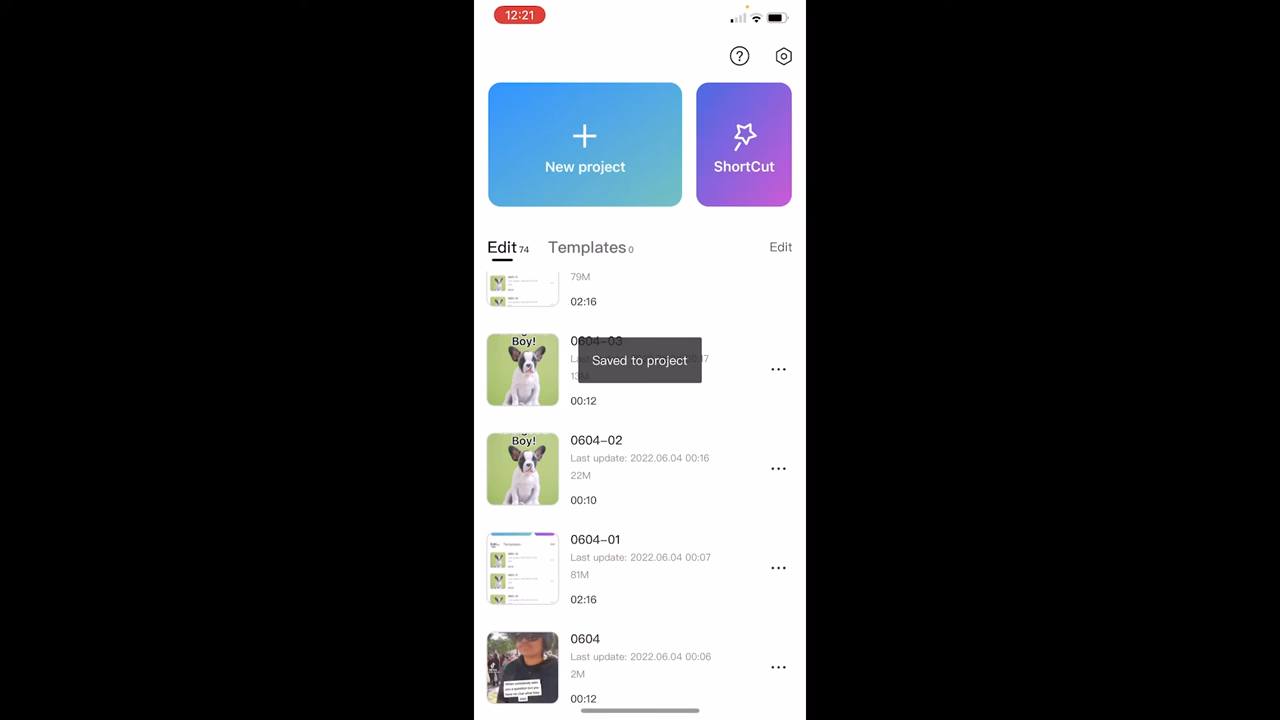 12:21
?
New project
ShortCut
Edit 74
Templates 0
Edit
79M
02:16
Boy!
0604-03
Saved to project
00:12
Boy!
0604-02
Last update: 2022.06.04 00:16
22M
00:10
0604-01
Last update: 2022.06.04 00:07
81M
02:16
0604
Last update: 2022.06.04 00:06
2M
00:12